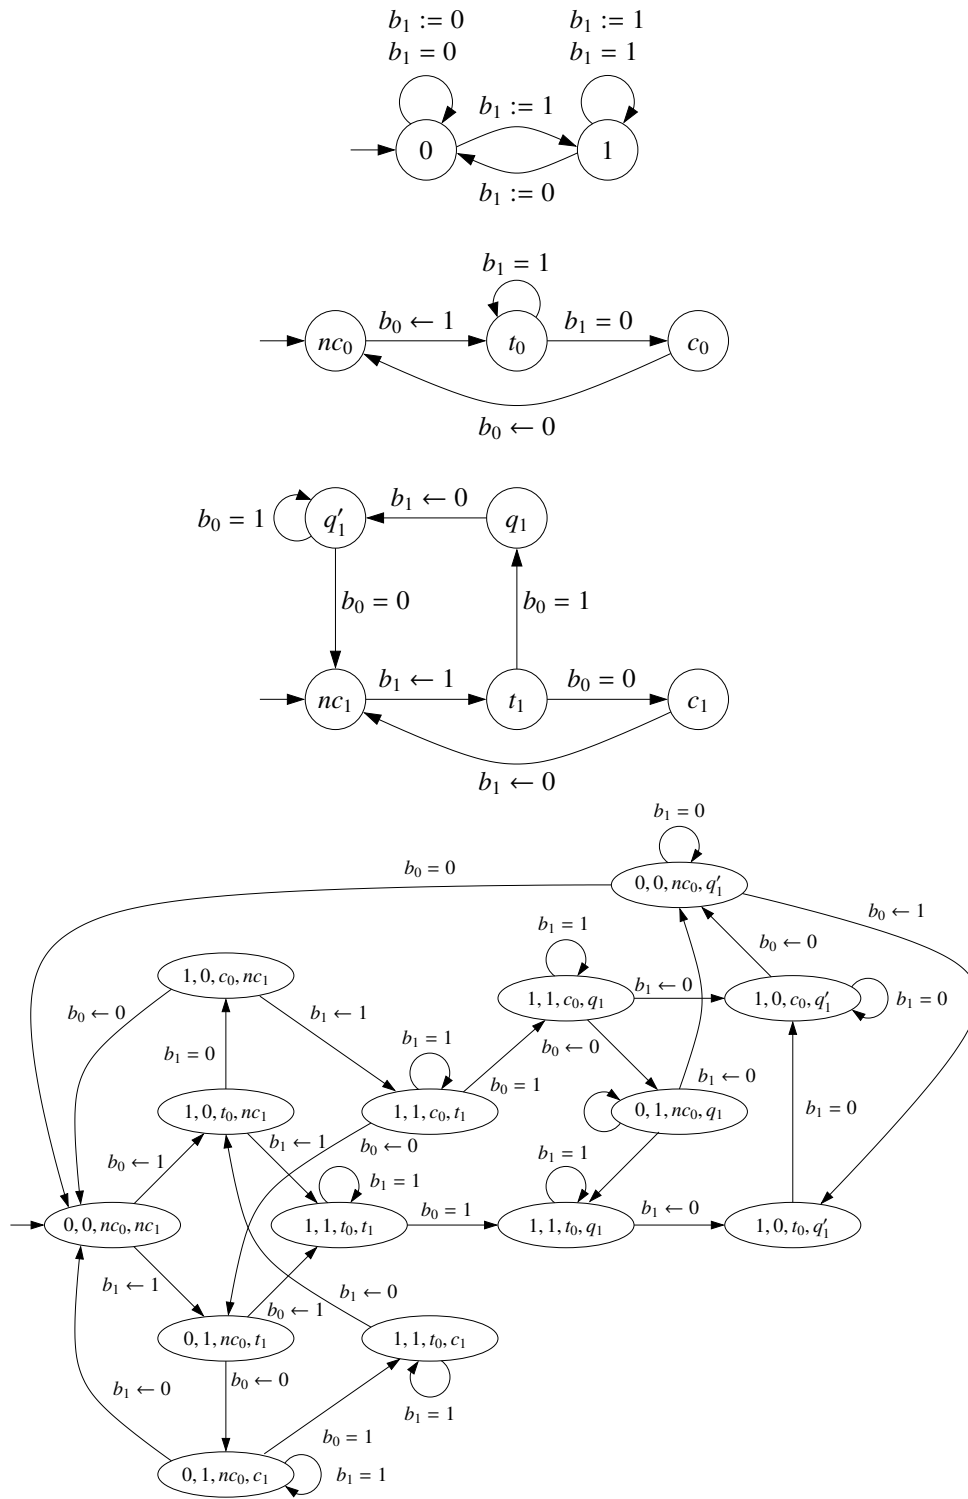 b₁ := 0
b₁ = 0
b₁ := 1
b₁ = 1
b₁ := 1
0
1
b₁ := 0
b₁ = 1
nc₀
b₀ ← 1
t₀
b₁ = 0
c₀
b₀ ← 0
b₀ = 1
q′₁
b₁ ← 0
q₁
b₀ = 0
b₀ = 1
nc₁
b₁ ← 1
t₁
b₀ = 0
c₁
b₁ ← 0
b₁ = 0
b₀ = 0
0, 0, nc₀, q′₁
b₀ ← 1
b₁ = 1
b₀ ← 0
1, 0, c₀, nc₁
1, 1, c₀, q₁
b₁ ← 0
1, 0, c₀, q′₁
b₁ = 0
b₀ ← 0
b₁ ← 1
b₁ = 1
b₀ ← 0
b₁ = 0
b₀ = 1
b₁ ← 0
1, 0, t₀, nc₁
1, 1, c₀, t₁
0, 1, nc₀, q₁
b₁ = 0
b₀ ← 1
b₁ ← 1
b₀ ← 0
b₁ = 1
b₁ = 1
0, 0, nc₀, nc₁
1, 1, t₀, t₁
b₀ = 1
1, 1, t₀, q₁
b₁ ← 0
1, 0, t₀, q′₁
b₁ ← 1
b₁ ← 0
b₀ ← 1
0, 1, nc₀, t₁
1, 1, t₀, c₁
b₁ ← 0
b₀ ← 0
b₁ = 1
b₀ = 1
0, 1, nc₀, c₁
b₁ = 1